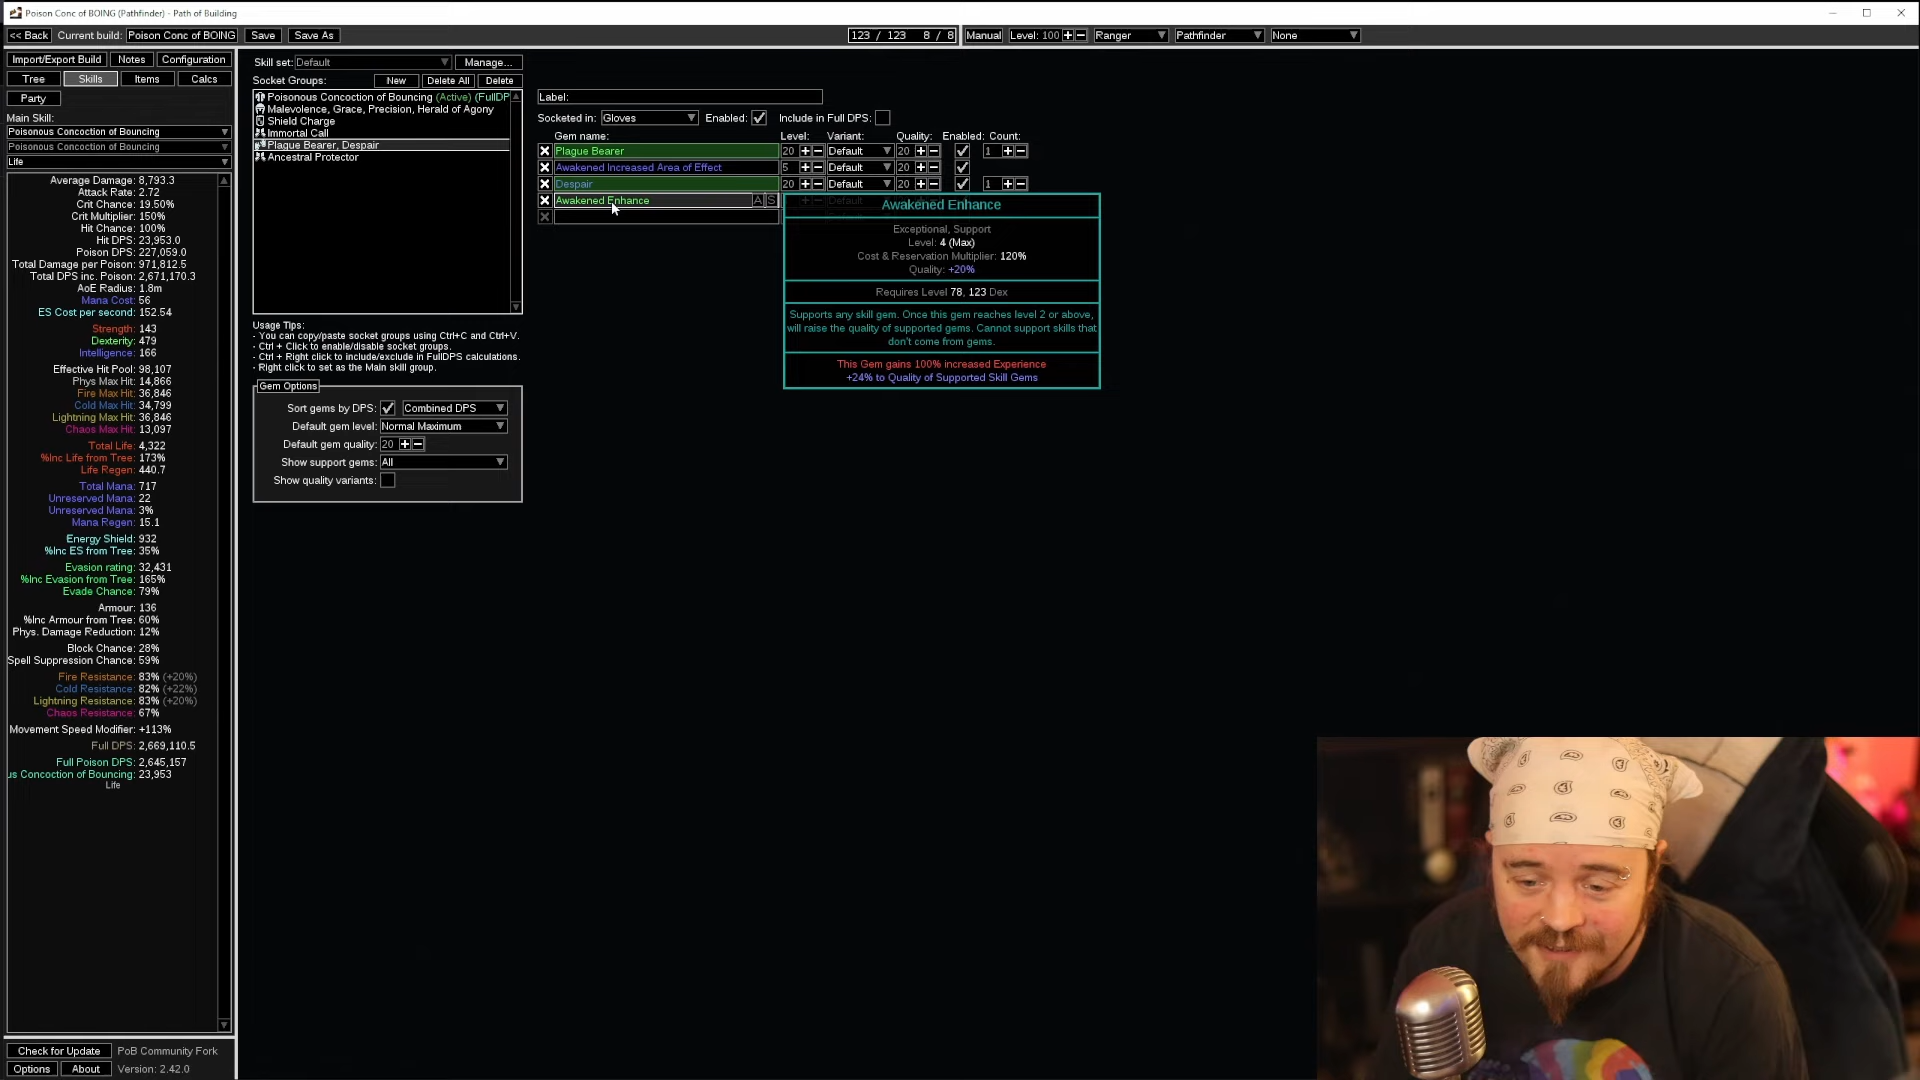 Poison Conc of BOING (Pathfinder) - Path of Building
<< Back Current build: Poison Conc of BOING Save Save As 123 / 123 8 / 8 Manual Level: 100 Ranger Pathfinder None
Import/Export Build Notes Configuration
Tree Skills Items Calcs
Party
Main Skill:
Poisonous Concoction of Bouncing
Poisonous Concoction of Bouncing
Life
Average Damage: 8,793.3
Attack Rate: 2.72
Crit Chance: 19.50%
Crit Multiplier: 150%
Hit Chance: 100%
Hit DPS: 23,953.0
Poison DPS: 227,059.0
Total Damage per Poison: 971,812.5
Total DPS inc. Poison: 2,671,170.3
AoE Radius: 1.8m
Mana Cost: 56
ES Cost per second: 152.54
Strength: 143
Dexterity: 479
Intelligence: 166
Effective Hit Pool: 98,107
Phys Max Hit: 14,866
Fire Max Hit: 36,846
Cold Max Hit: 34,799
Lightning Max Hit: 36,846
Chaos Max Hit: 13,097
Total Life: 4,322
%Inc Life from Tree: 173%
Life Regen: 440.7
Total Mana: 717
Unreserved Mana: 22
Unreserved Mana: 3%
Mana Regen: 15.1
Energy Shield: 932
%Inc ES from Tree: 35%
Evasion rating: 32,431
%Inc Evasion from Tree: 165%
Evade Chance: 79%
Armour: 136
%Inc Armour from Tree: 60%
Phys. Damage Reduction: 12%
Block Chance: 28%
Spell Suppression Chance: 59%
Fire Resistance: 83% (+20%)
Cold Resistance: 82% (+22%)
Lightning Resistance: 83% (+20%)
Chaos Resistance: 67%
Movement Speed Modifier: +113%
Full DPS: 2,669,110.5
Full Poison DPS: 2,645,157
us Concoction of Bouncing: 23,953
Life
Check for Update PoB Community Fork
Options About Version: 2.42.0
Skill set: Default Manage...
Socket Groups: New Delete All Delete
Poisonous Concoction of Bouncing (Active) (FullDP
Malevolence, Grace, Precision, Herald of Agony
Shield Charge
Immortal Call
Plague Bearer, Despair
Ancestral Protector
Usage Tips:
- You can copy/paste socket groups using Ctrl+C and Ctrl+V.
- Ctrl + Click to enable/disable socket groups.
- Ctrl + Right click to include/exclude in FullDPS calculations.
- Right click to set as the Main skill group.
Gem Options
Sort gems by DPS: Combined DPS
Default gem level: Normal Maximum
Default gem quality: 20
Show support gems: All
Show quality variants:
Label:
Socketed in: Gloves Enabled: Include in Full DPS:
Gem name: Level: Variant: Quality: Enabled: Count:
Plague Bearer 20 Default 20 1
Awakened Increased Area of Effect 5 Default 20
Despair 20 Default 20 1
Awakened Enhance A S
Awakened Enhance
Exceptional, Support
Level: 4 (Max)
Cost & Reservation Multiplier: 120%
Quality: +20%
Requires Level 78, 123 Dex
Supports any skill gem. Once this gem reaches level 2 or above,
will raise the quality of supported gems. Cannot support skills that
don't come from gems.
This Gem gains 100% increased Experience
+24% to Quality of Supported Skill Gems